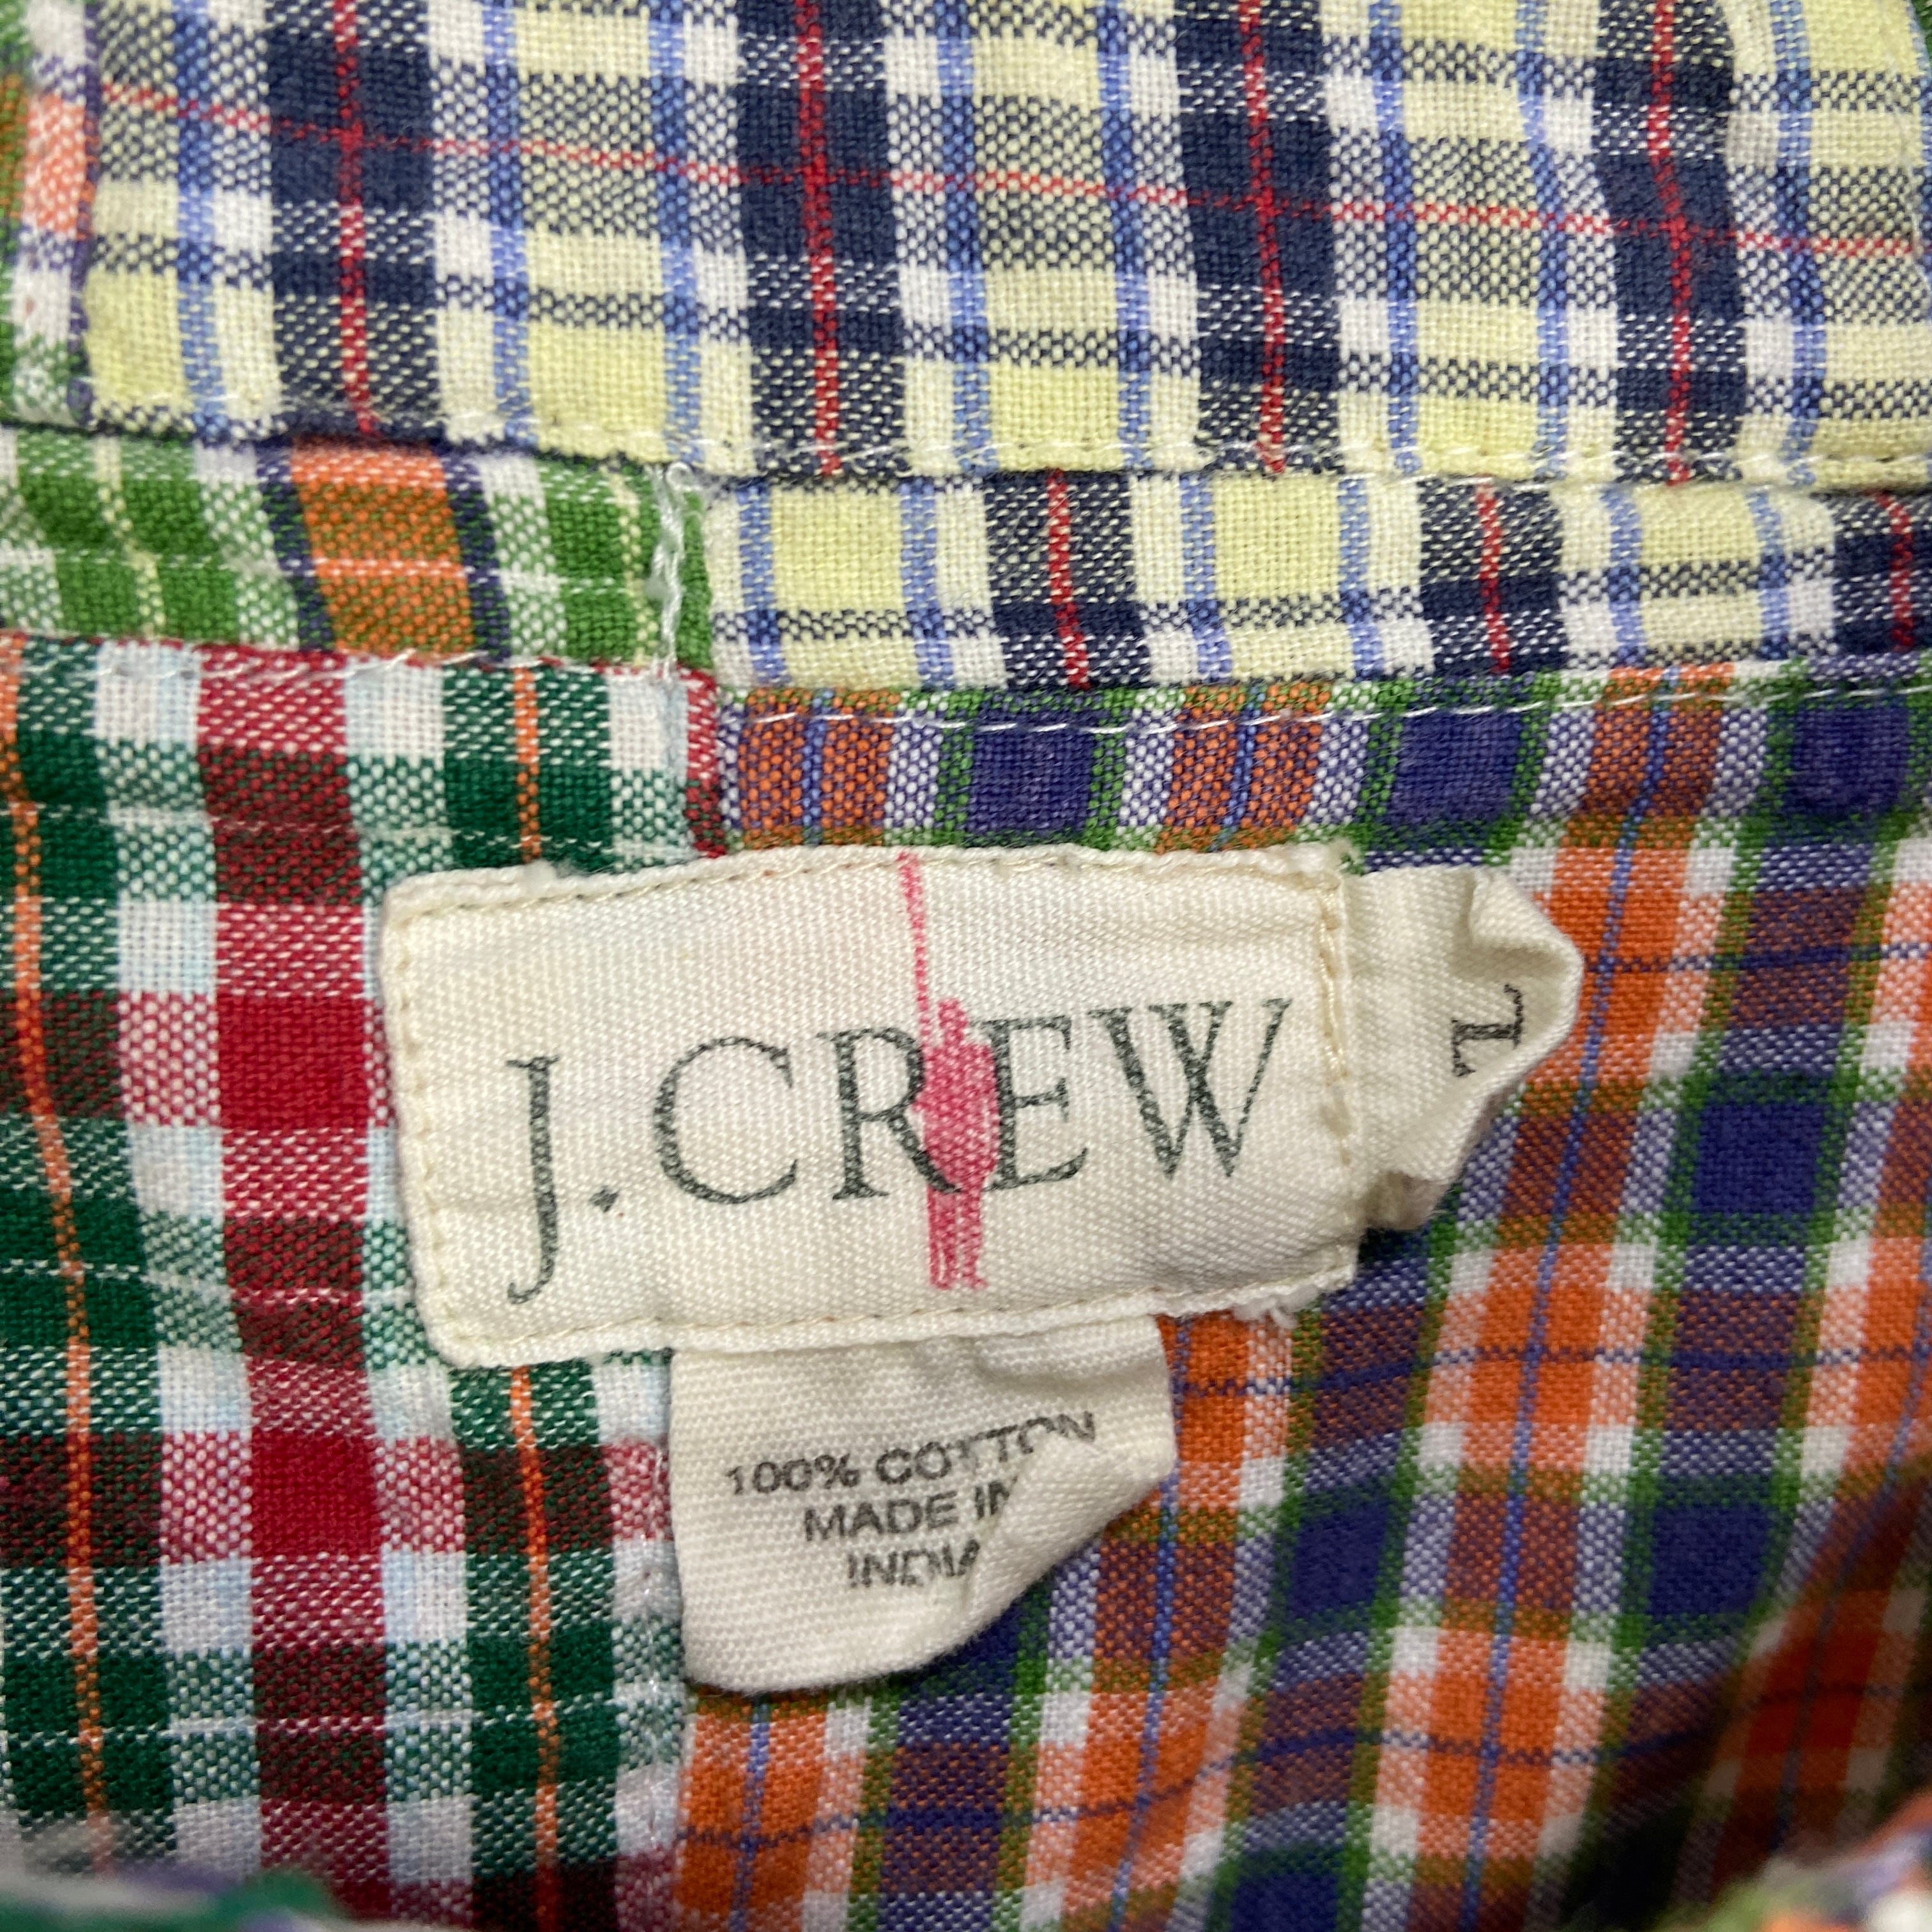 J.CREW
L
100% COTTON
MADE IN
INDIA